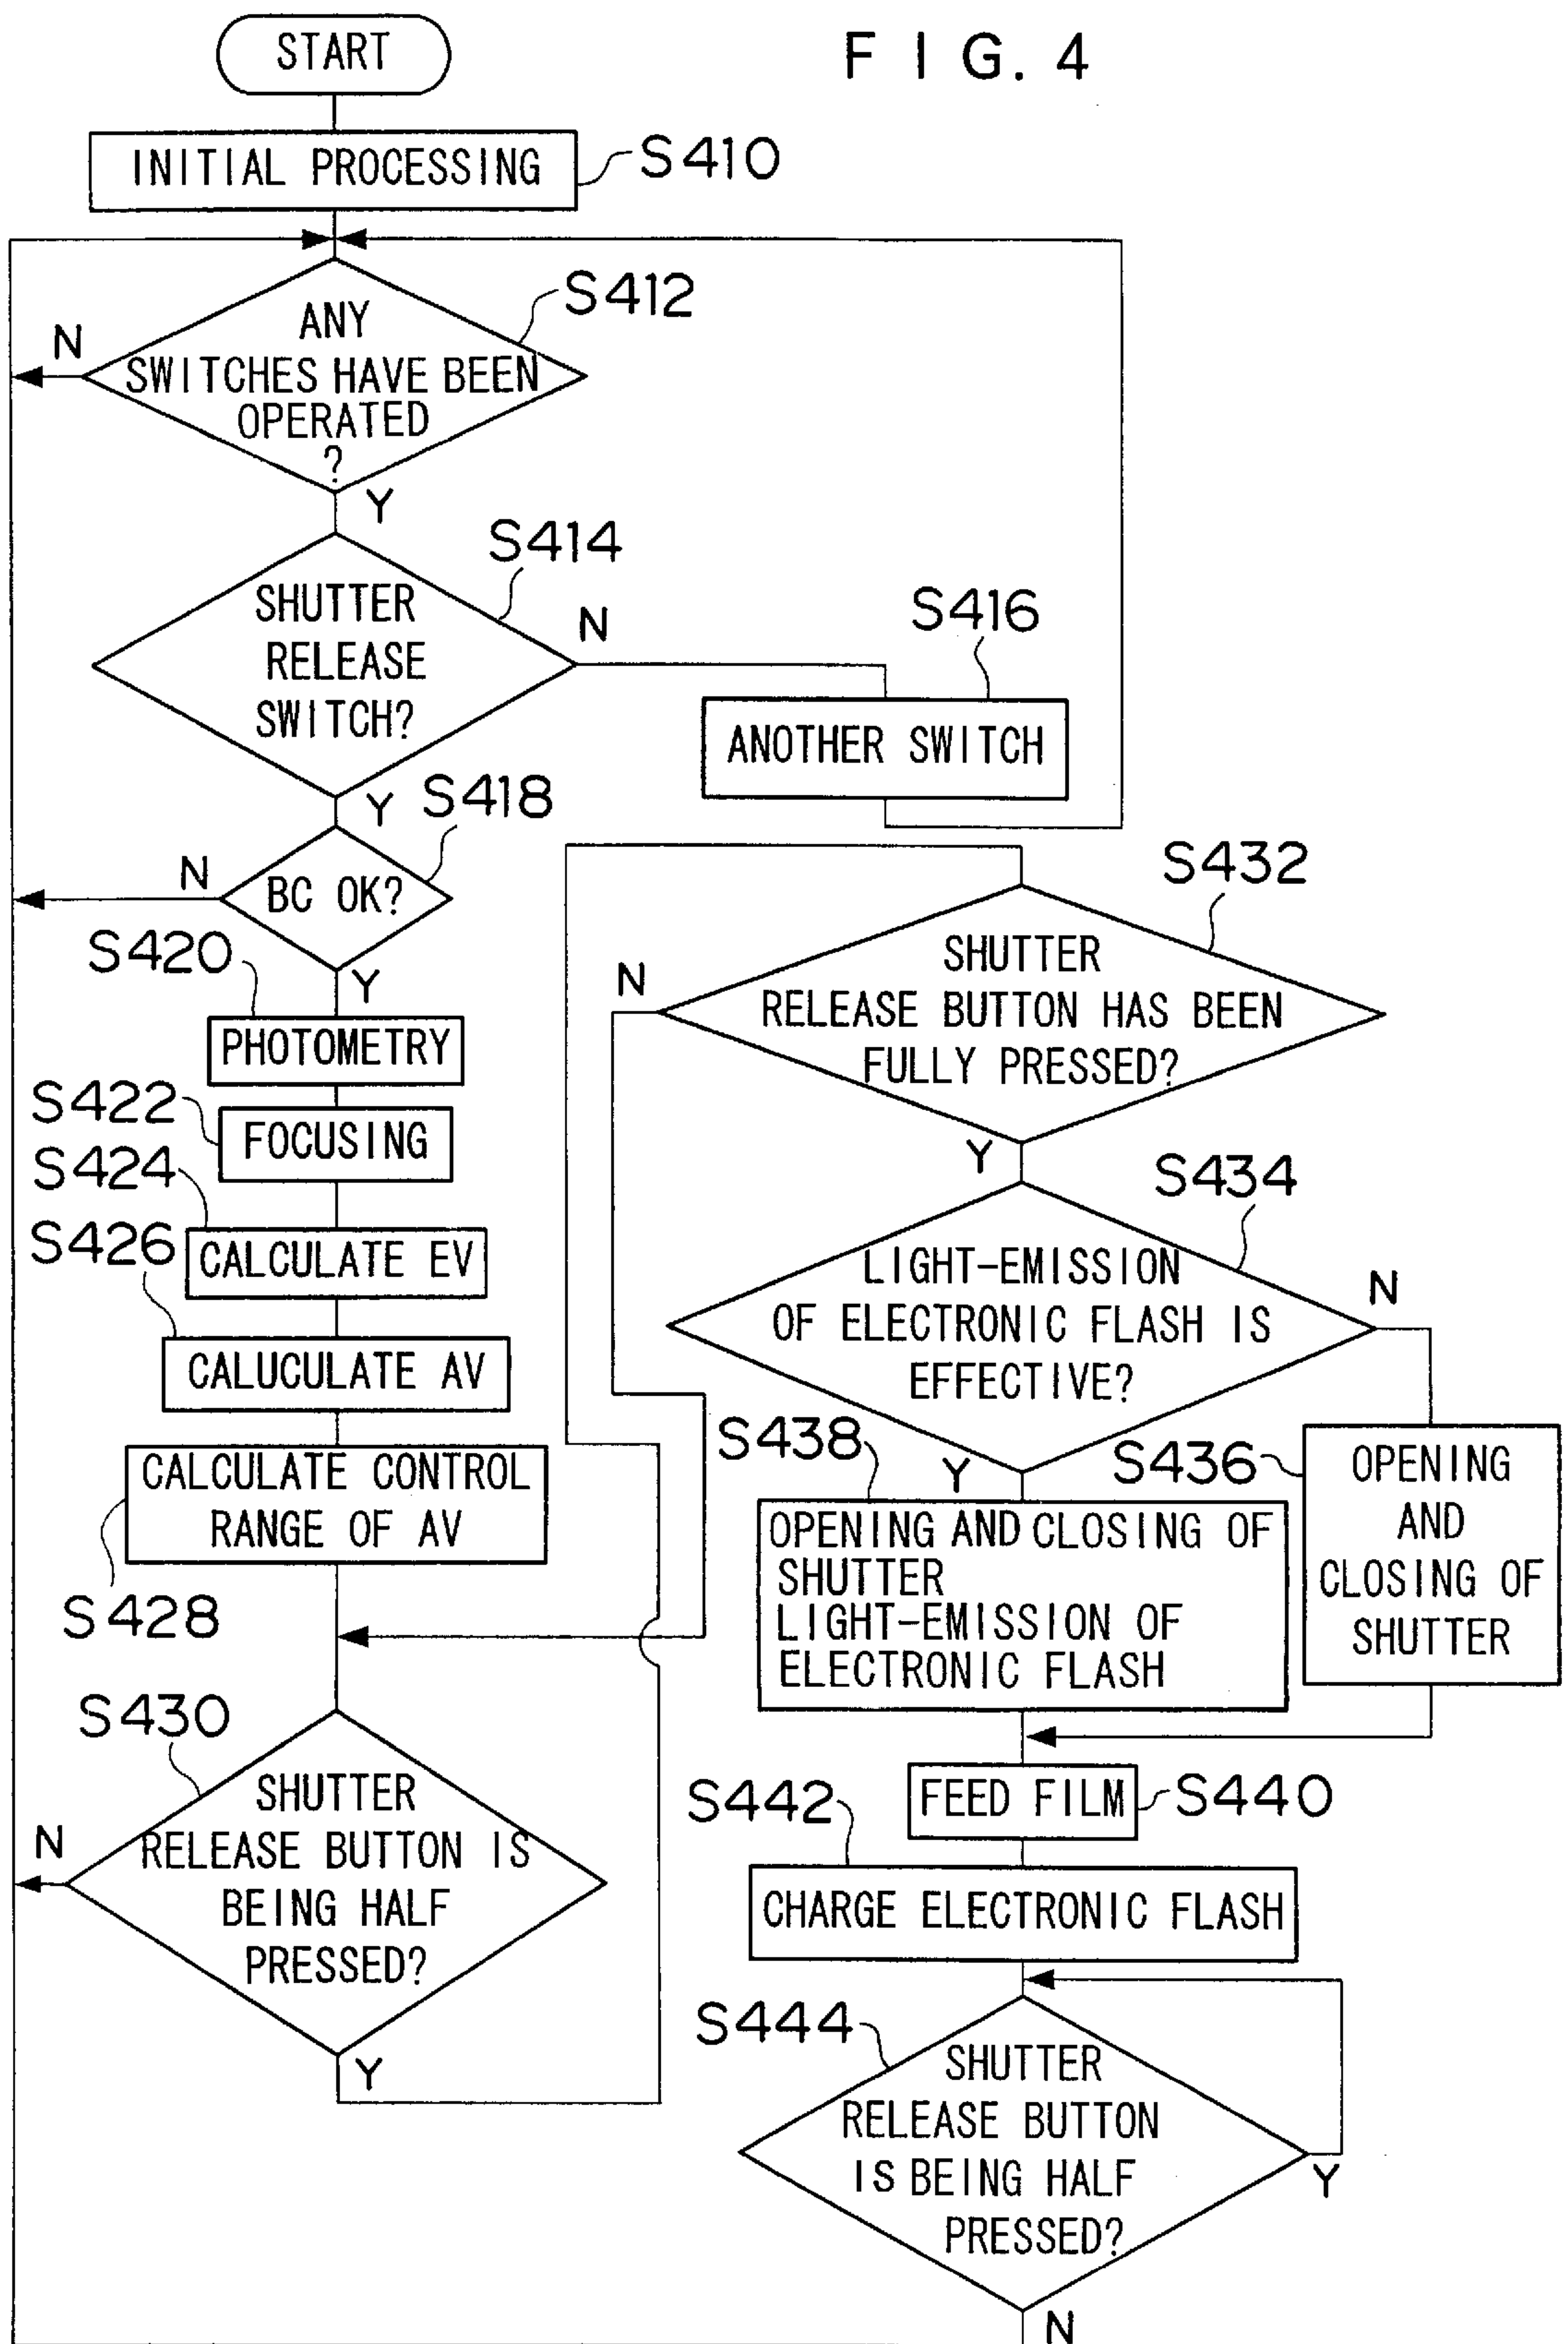 FIG. 4
START
INITIAL PROCESSING
S410
ANY
SWITCHES HAVE BEEN
OPERATED
?
S412
N
Y
SHUTTER
RELEASE
SWITCH?
S414
N
Y
S416
ANOTHER SWITCH
BC OK?
S418
N
Y
S420
PHOTOMETRY
S422
FOCUSING
S424
CALCULATE EV
S426
CALUCULATE AV
CALCULATE CONTROL
RANGE OF AV
S428
S430
SHUTTER
RELEASE BUTTON IS
BEING HALF
PRESSED?
N
Y
S432
SHUTTER
RELEASE BUTTON HAS BEEN
FULLY PRESSED?
N
Y
S434
LIGHT-EMISSION
OF ELECTRONIC FLASH IS
EFFECTIVE?
N
Y
S436
OPENING
AND
CLOSING OF
SHUTTER
S438
OPENING AND CLOSING OF
SHUTTER
LIGHT-EMISSION OF
ELECTRONIC FLASH
FEED FILM
S440
S442
CHARGE ELECTRONIC FLASH
S444
SHUTTER
RELEASE BUTTON
IS BEING HALF
PRESSED?
Y
N